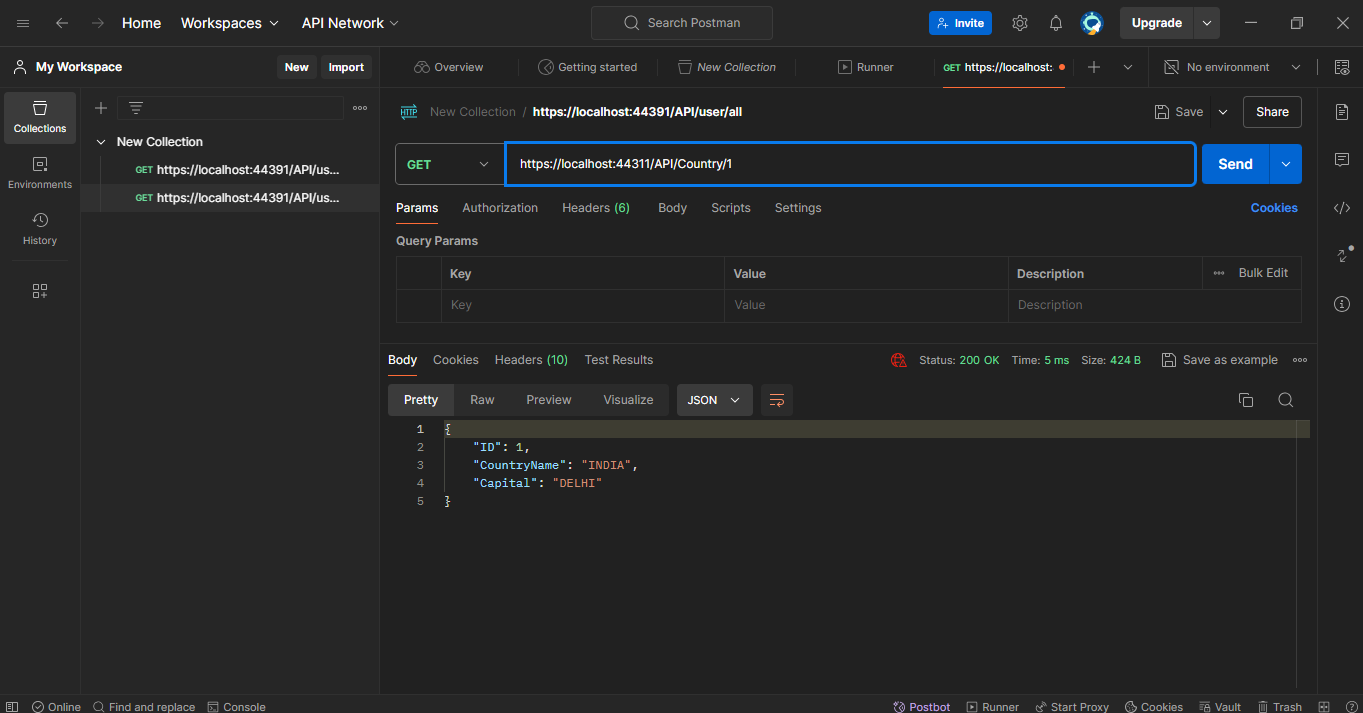 Home Workspaces API Network Search Postman Invite Upgrade
My Workspace New Import Overview Getting started New Collection Runner GET https://localhost: No environment
Collections
Environments
History
New Collection
GET https://localhost:44391/API/us...
GET https://localhost:44391/API/us...
HTTP New Collection / https://localhost:44391/API/user/all Save Share
GET https://localhost:44311/API/Country/1 Send
Params Authorization Headers (6) Body Scripts Settings Cookies
Query Params
Key Value Description Bulk Edit
Key Value Description
Body Cookies Headers (10) Test Results Status: 200 OK Time: 5 ms Size: 424 B Save as example
Pretty Raw Preview Visualize JSON
1 {
2 "ID": 1,
3 "CountryName": "INDIA",
4 "Capital": "DELHI"
5 }
Online Find and replace Console Postbot Runner Start Proxy Cookies Vault Trash